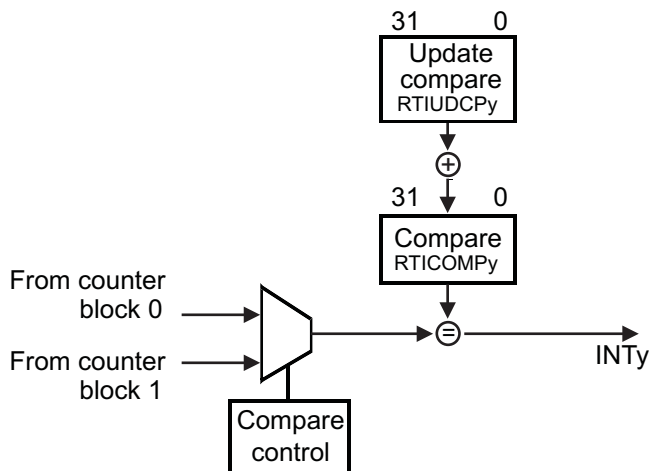 31 0
Update
compare
RTIUDCPy
+
31 0
Compare
RTICOMPy
From counter
block 0
=
INTy
From counter
block 1
Compare
control